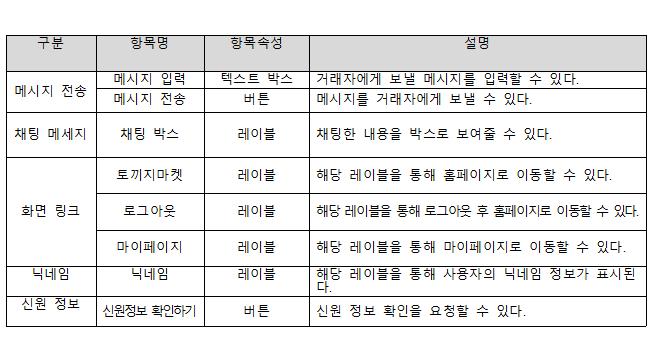 구분 항목명 항목속성 설명
메시지 전송 메시지 입력 텍스트 박스 거래자에게 보낼 메시지를 입력할 수 있다.
메시지 전송 버튼 메시지를 거래자에게 보낼 수 있다.
채팅 메세지 채팅 박스 레이블 채팅한 내용을 박스로 보여줄 수 있다.
화면 링크 토끼지마켓 레이블 해당 레이블을 통해 홈페이지로 이동할 수 있다.
로그아웃 레이블 해당 레이블을 통해 로그아웃 후 홈페이지로 이동할 수 있다.
마이페이지 레이블 해당 레이블을 통해 마이페이지로 이동할 수 있다.
닉네임 닉네임 레이블 해당 레이블을 통해 사용자의 닉네임 정보가 표시된
다.
신원 정보 신원정보 확인하기 버튼 신원 정보 확인을 요청할 수 있다.